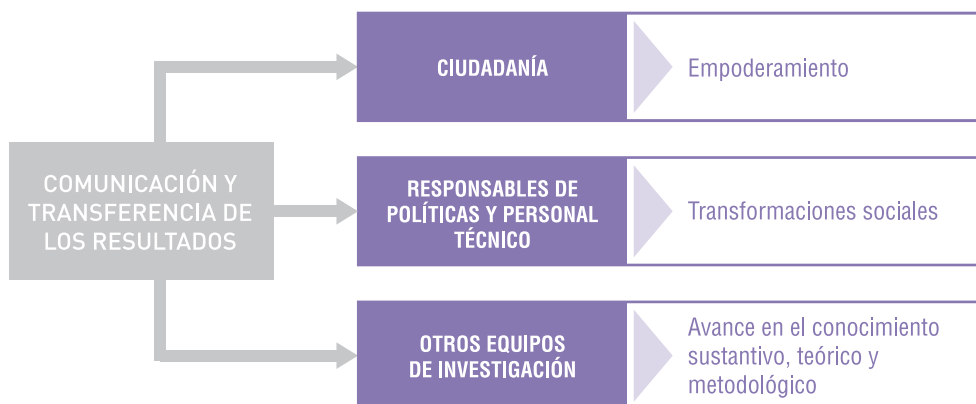 COMUNICACIÓN Y
TRANSFERENCIA DE
LOS RESULTADOS
CIUDADANÍA
Empoderamiento
RESPONSABLES DE
POLÍTICAS Y PERSONAL
TÉCNICO
Transformaciones sociales
OTROS EQUIPOS
DE INVESTIGACIÓN
Avance en el conocimiento
sustantivo, teórico y
metodológico